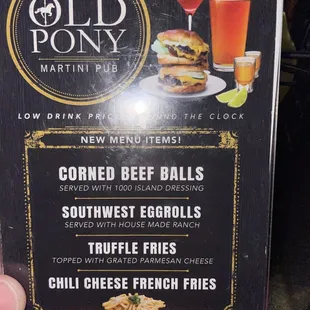 OLD
PONY
MARTINI PUB
LOW DRINK PRIC AROUND THE CLOCK
NEW MENU ITEMS!
CORNED BEEF BALLS
SERVED WITH 1000 ISLAND DRESSING
SOUTHWEST EGGROLLS
SERVED WITH HOUSE MADE RANCH
TRUFFLE FRIES
TOPPED WITH GRATED PARMESAN CHEESE
CHILI CHEESE FRENCH FRIES